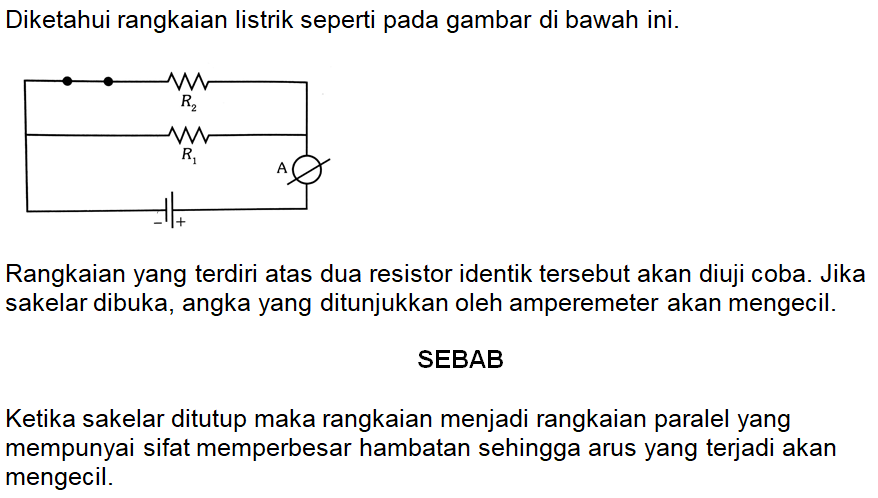 Diketahui rangkaian listrik seperti pada gambar di bawah ini.
R₂
R₁
A
− +
Rangkaian yang terdiri atas dua resistor identik tersebut akan diuji coba. Jika
sakelar dibuka, angka yang ditunjukkan oleh amperemeter akan mengecil.
SEBAB
Ketika sakelar ditutup maka rangkaian menjadi rangkaian paralel yang
mempunyai sifat memperbesar hambatan sehingga arus yang terjadi akan
mengecil.